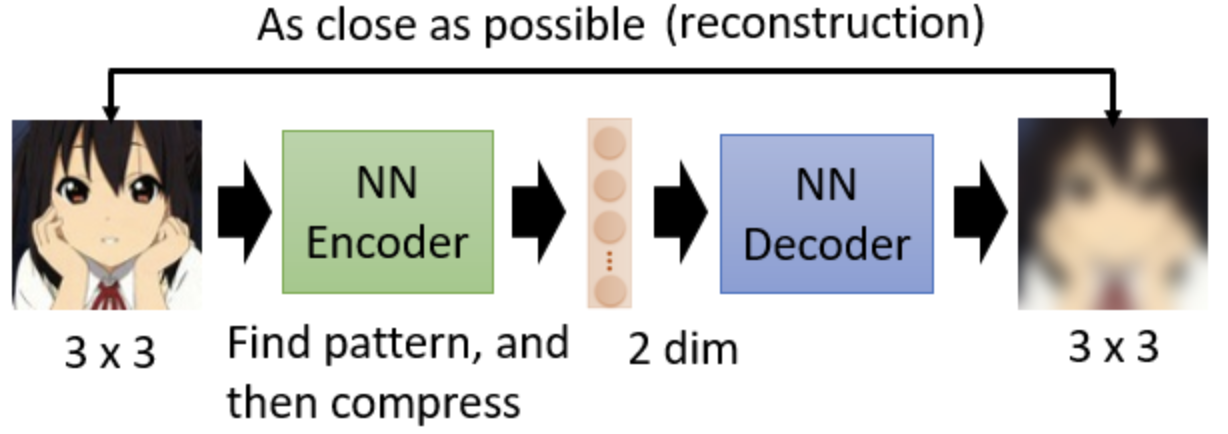 As close as possible (reconstruction)
NN
Encoder
NN
Decoder
3 x 3
Find pattern, and
then compress
2 dim
3 x 3